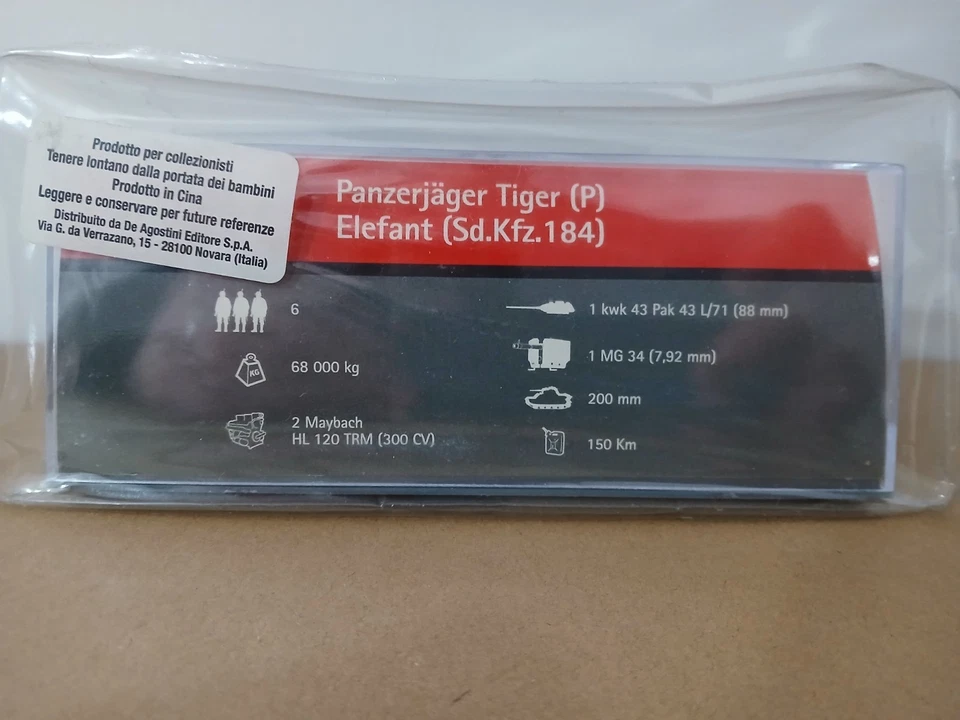 Prodotto per collezionisti
Tenere lontano dalla portata dei bambini
Prodotto in Cina
Leggere e conservare per future referenze
Distribuito da De Agostini Editore S.p.A.
Via G. da Verrazano, 15 - 28100 Novara (Italia)
Panzerjäger Tiger (P)
Elefant (Sd.Kfz.184)
6
KG
68 000 kg
2 Maybach
HL 120 TRM (300 CV)
1 kwk 43 Pak 43 L/71 (88 mm)
1 MG 34 (7,92 mm)
200 mm
150 Km